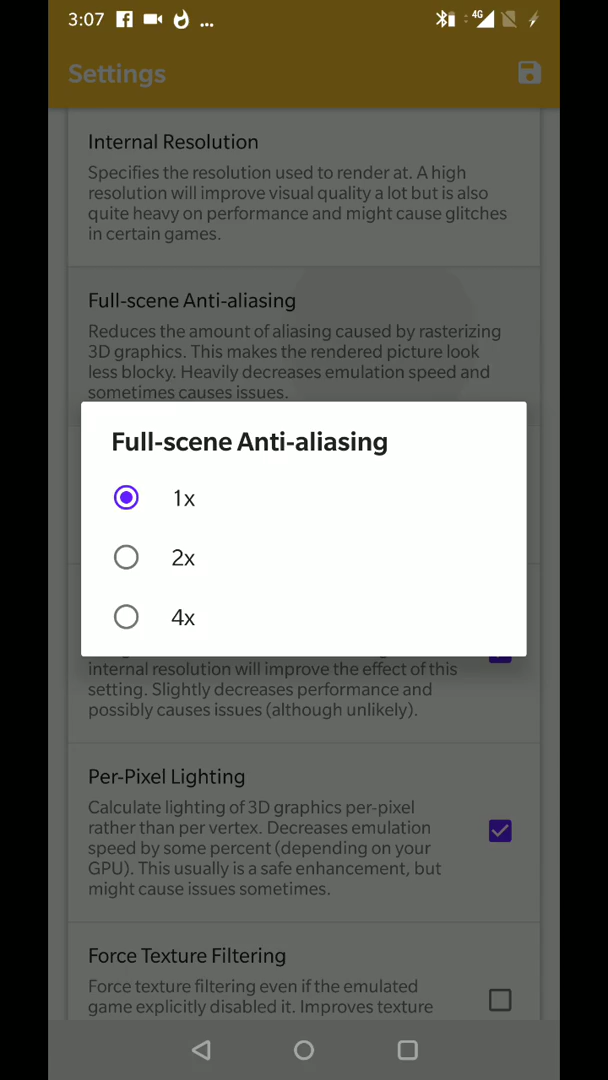 3:07
...
4G
Settings
Internal Resolution
Specifies the resolution used to render at. A high
resolution will improve visual quality a lot but is also
quite heavy on performance and might cause glitches
in certain games.
Full-scene Anti-aliasing
Reduces the amount of aliasing caused by rasterizing
3D graphics. This makes the rendered picture look
less blocky. Heavily decreases emulation speed and
sometimes causes issues.
Full-scene Anti-aliasing
1x
2x
4x
internal resolution will improve the effect of this
setting. Slightly decreases performance and
possibly causes issues (although unlikely).
Per-Pixel Lighting
Calculate lighting of 3D graphics per-pixel
rather than per vertex. Decreases emulation
speed by some percent (depending on your
GPU). This usually is a safe enhancement, but
might cause issues sometimes.
Force Texture Filtering
Force texture filtering even if the emulated
game explicitly disabled it. Improves texture